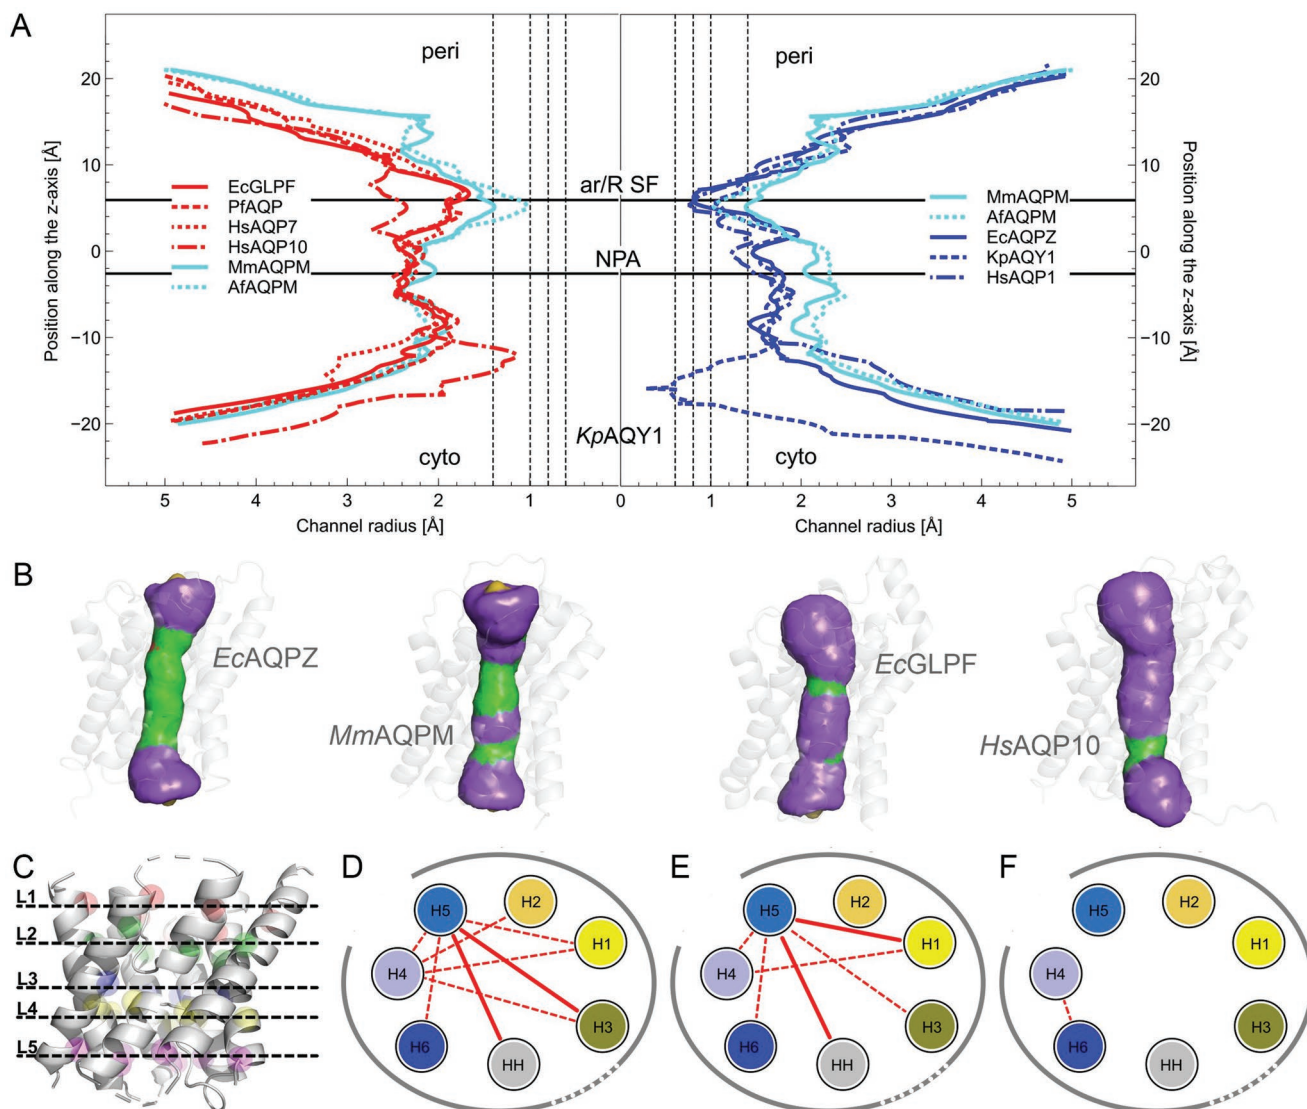 A
peri
peri
20
10
0
−10
−20
Position along the z-axis [Å]
EcGLPF
PfAQP
HsAQP7
HsAQP10
MmAQPM
AfAQPM
ar/R SF
NPA
KpAQY1
cyto
cyto
MmAQPM
AfAQPM
EcAQPZ
KpAQY1
HsAQP1
20
10
0
−10
−20
Position along the z-axis [Å]
5 4 3 2 1 0 1 2 3 4 5
Channel radius [Å]
Channel radius [Å]
B
EcAQPZ
MmAQPM
EcGLPF
HsAQP10
C
L1
L2
L3
L4
L5
D
H5
H2
H1
H4
H3
H6
HH
E
H5
H2
H1
H4
H3
H6
HH
F
H5
H2
H1
H4
H3
H6
HH